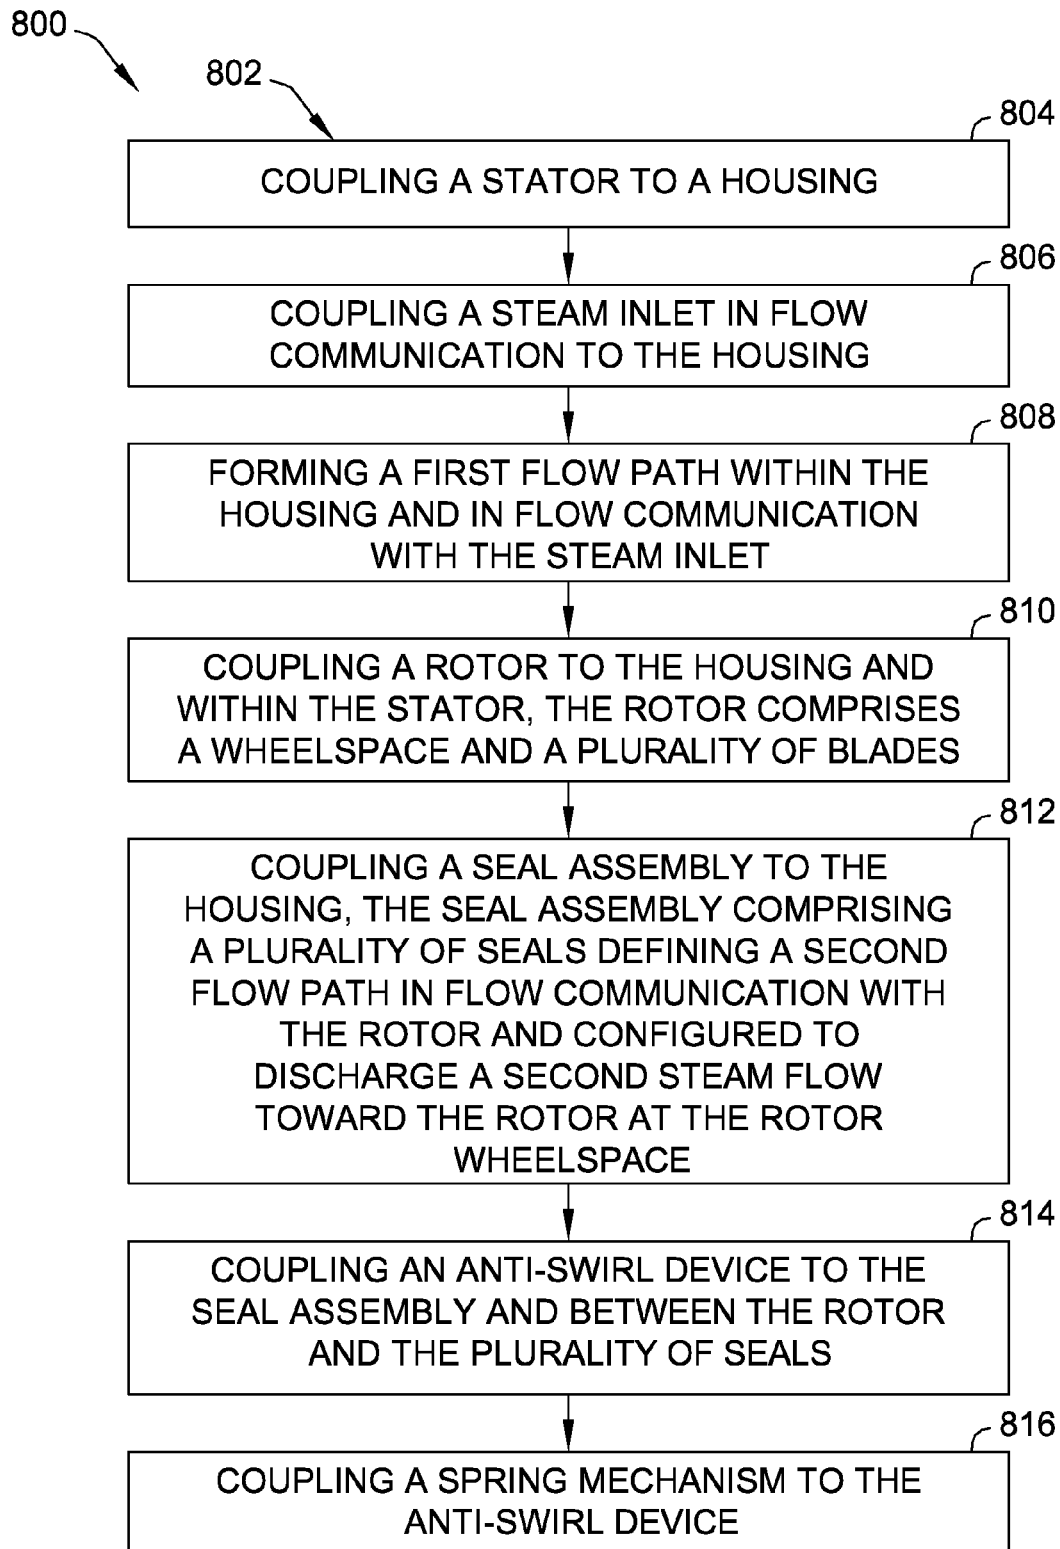 800
802
804
COUPLING A STATOR TO A HOUSING
806
COUPLING A STEAM INLET IN FLOW
COMMUNICATION TO THE HOUSING
808
FORMING A FIRST FLOW PATH WITHIN THE
HOUSING AND IN FLOW COMMUNICATION
WITH THE STEAM INLET
810
COUPLING A ROTOR TO THE HOUSING AND
WITHIN THE STATOR, THE ROTOR COMPRISES
A WHEELSPACE AND A PLURALITY OF BLADES
812
COUPLING A SEAL ASSEMBLY TO THE
HOUSING, THE SEAL ASSEMBLY COMPRISING
A PLURALITY OF SEALS DEFINING A SECOND
FLOW PATH IN FLOW COMMUNICATION WITH
THE ROTOR AND CONFIGURED TO
DISCHARGE A SECOND STEAM FLOW
TOWARD THE ROTOR AT THE ROTOR
WHEELSPACE
814
COUPLING AN ANTI-SWIRL DEVICE TO THE
SEAL ASSEMBLY AND BETWEEN THE ROTOR
AND THE PLURALITY OF SEALS
816
COUPLING A SPRING MECHANISM TO THE
ANTI-SWIRL DEVICE